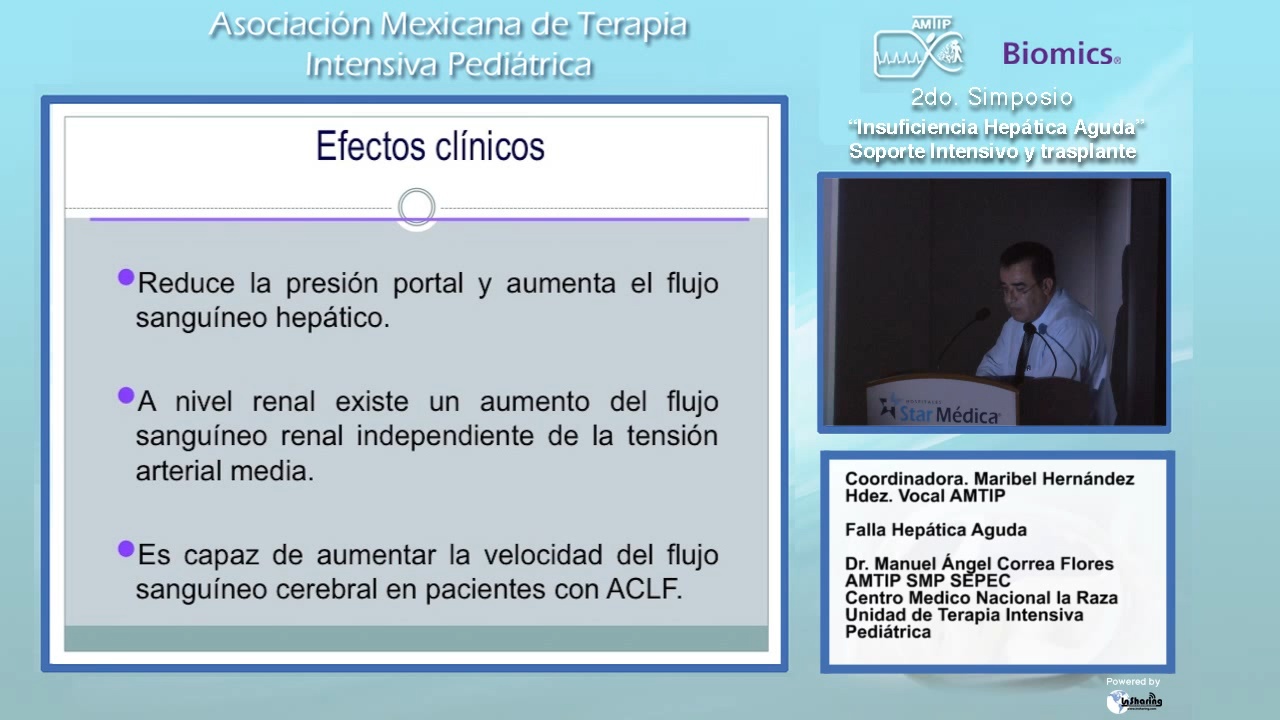 Asociación Mexicana de Terapia
Intensiva Pediátrica
Efectos clínicos
Reduce la presión portal y aumenta el flujo
sanguíneo hepático.
A nivel renal existe un aumento del flujo
sanguíneo renal independiente de la tensión
arterial media.
Es capaz de aumentar la velocidad del flujo
sanguíneo cerebral en pacientes con ACLF.
AMTIP
Biomics®
2do. Simposio
“Insuficiencia Hepática Aguda”
Soporte Intensivo y trasplante
HOSPITALES
Star Médica
Coordinadora. Maribel Hernández
Hdez. Vocal AMTIP
Falla Hepática Aguda
Dr. Manuel Ángel Correa Flores
AMTIP SMP SEPEC
Centro Medico Nacional la Raza
Unidad de Terapia Intensiva
Pediátrica
Powered by
InSharing